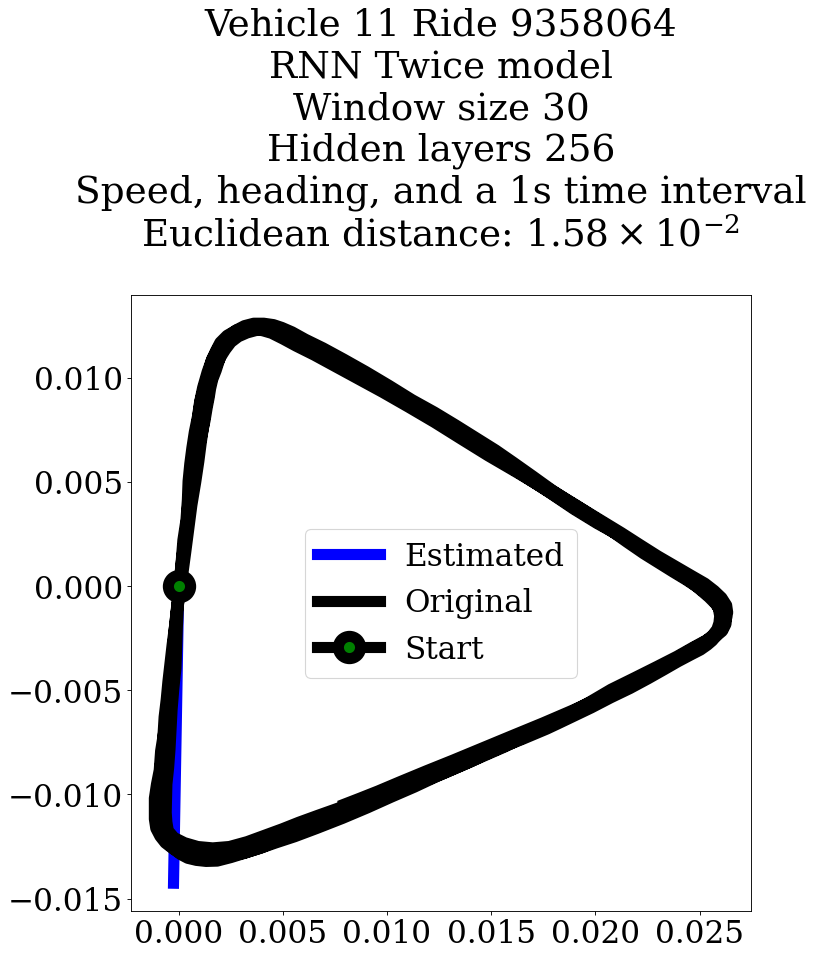 Vehicle 11 Ride 9358064
RNN Twice model
Window size 30
Hidden layers 256
Speed, heading, and a 1s time interval
Euclidean distance: 1.58 × 10⁻²
0.010
0.005
0.000
−0.005
−0.010
−0.015
Estimated
Original
Start
0.000 0.005 0.010 0.015 0.020 0.025